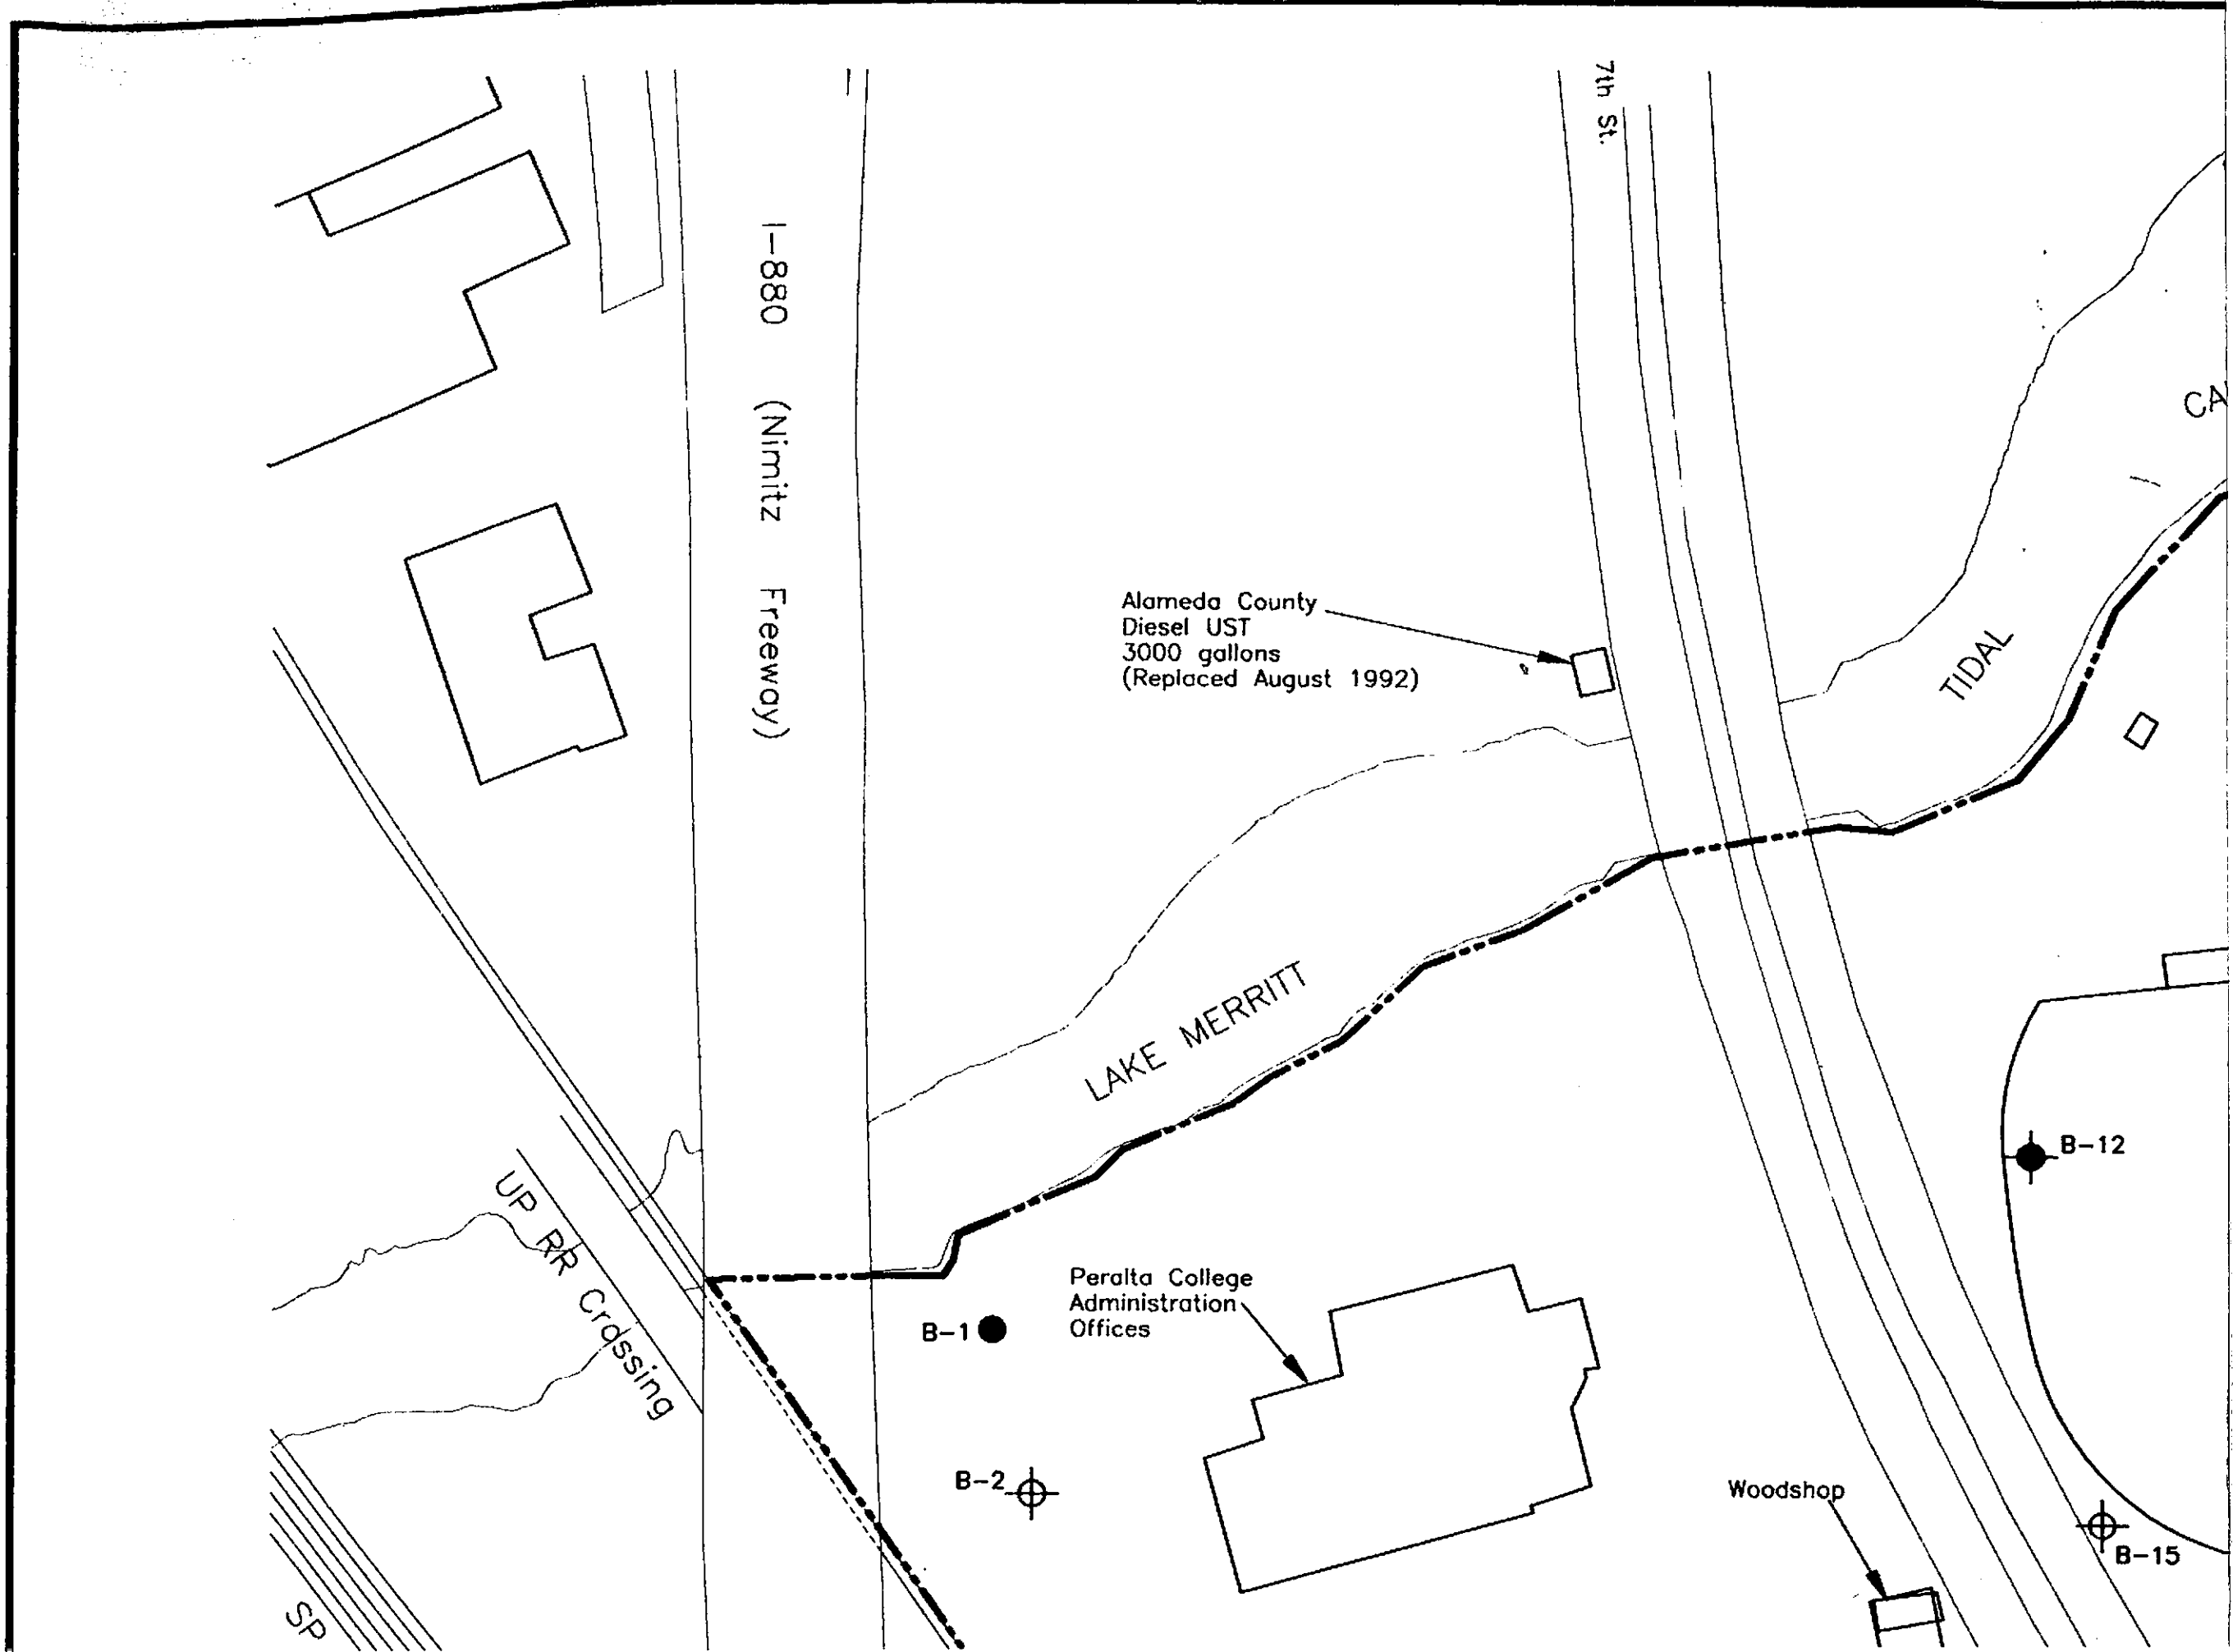 7th St.
I-880 (Nimitz Freeway)
CA
Alameda County
Diesel UST
3000 gallons
(Replaced August 1992)
TIDAL
LAKE MERRITT
B-12
UP RR Crossing
Peralta College
Administration
Offices
B-1
B-2
Woodshop
B-15
SP